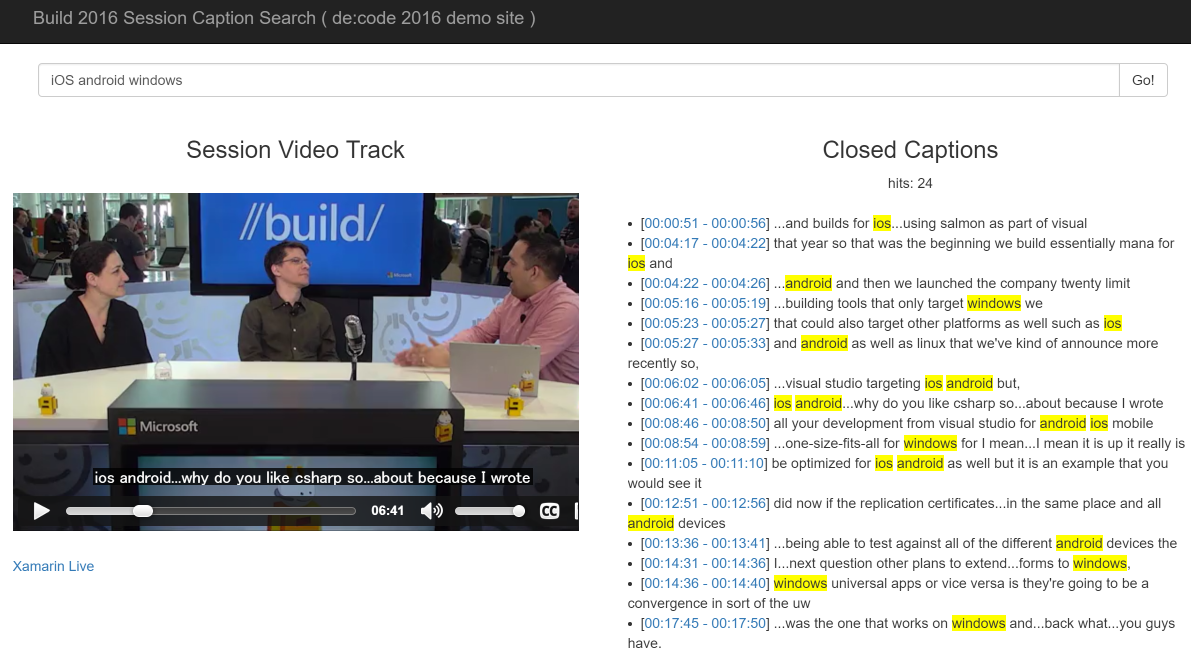 Build 2016 Session Caption Search ( de:code 2016 demo site )
iOS android windows
Go!
Session Video Track
//build/
Microsoft
Microsoft
ios android...why do you like csharp so...about because I wrote
06:41
CC
Xamarin Live
Closed Captions
hits: 24
• [00:00:51 - 00:00:56] ...and builds for ios...using salmon as part of visual
• [00:04:17 - 00:04:22] that year so that was the beginning we build essentially mana for
ios and
• [00:04:22 - 00:04:26] ...android and then we launched the company twenty limit
• [00:05:16 - 00:05:19] ...building tools that only target windows we
• [00:05:23 - 00:05:27] that could also target other platforms as well such as ios
• [00:05:27 - 00:05:33] and android as well as linux that we've kind of announce more
recently so,
• [00:06:02 - 00:06:05] ...visual studio targeting ios android but,
• [00:06:41 - 00:06:46] ios android...why do you like csharp so...about because I wrote
• [00:08:46 - 00:08:50] all your development from visual studio for android ios mobile
• [00:08:54 - 00:08:59] ...one-size-fits-all for windows for I mean...I mean it is up it really is
• [00:11:05 - 00:11:10] be optimized for ios android as well but it is an example that you
would see it
• [00:12:51 - 00:12:56] did now if the replication certificates...in the same place and all
android devices
• [00:13:36 - 00:13:41] ...being able to test against all of the different android devices the
• [00:14:31 - 00:14:36] I...next question other plans to extend...forms to windows,
• [00:14:36 - 00:14:40] windows universal apps or vice versa is they're going to be a
convergence in sort of the uw
• [00:17:45 - 00:17:50] ...was the one that works on windows and...back what...you guys
have.